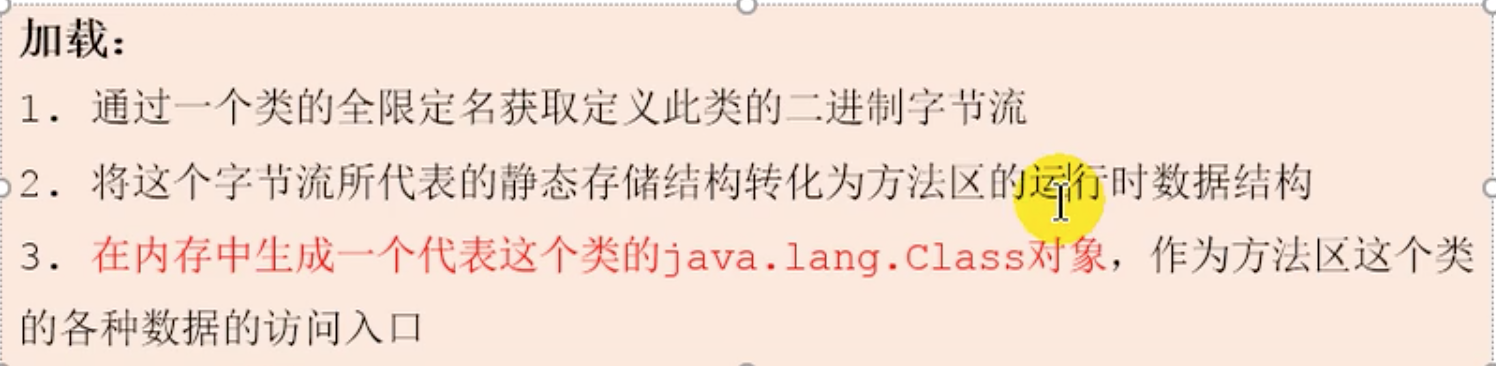 加载：
1. 通过一个类的全限定名获取定义此类的二进制字节流
2. 将这个字节流所代表的静态存储结构转化为方法区的运行时数据结构
3. 在内存中生成一个代表这个类的java.lang.Class对象，作为方法区这个类
的各种数据的访问入口